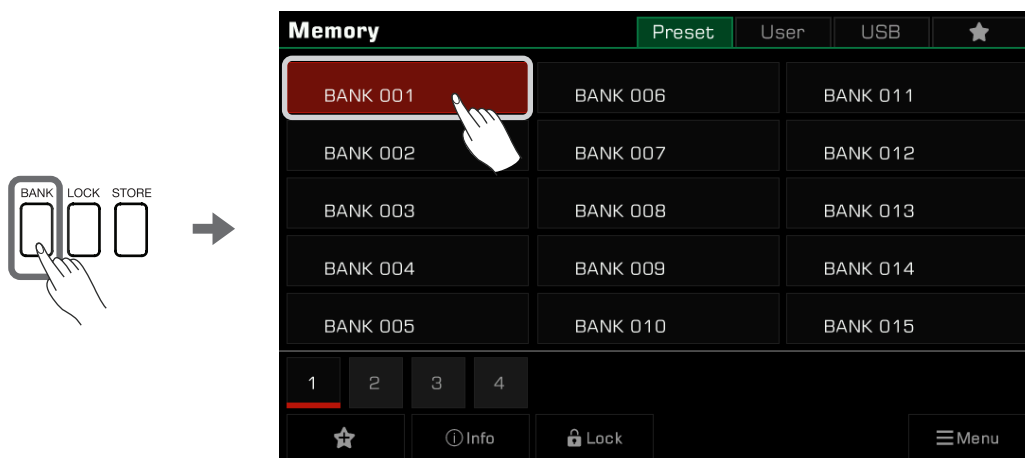 BANK LOCK STORE
Memory Preset User USB
BANK 001 BANK 006 BANK 011
BANK 002 BANK 007 BANK 012
BANK 003 BANK 008 BANK 013
BANK 004 BANK 009 BANK 014
BANK 005 BANK 010 BANK 015
1 2 3 4
Info Lock Menu